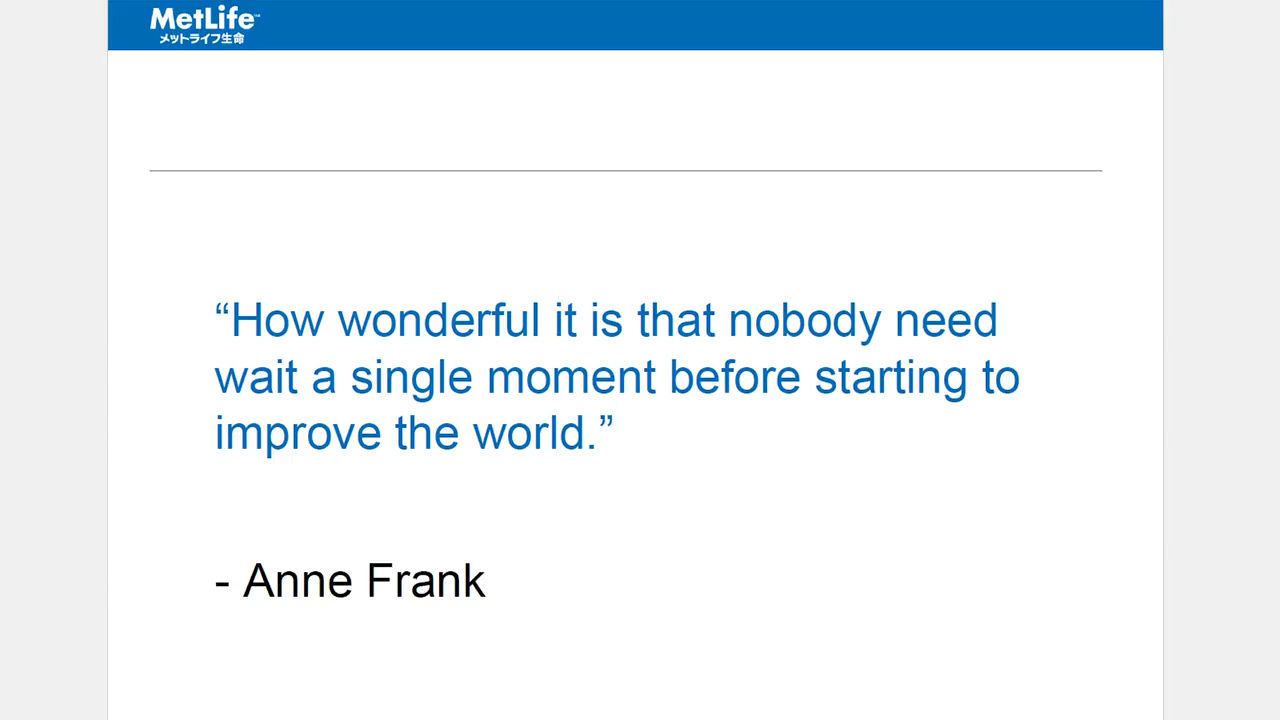 MetLife
メットライフ生命
“How wonderful it is that nobody need
wait a single moment before starting to
improve the world.”
- Anne Frank